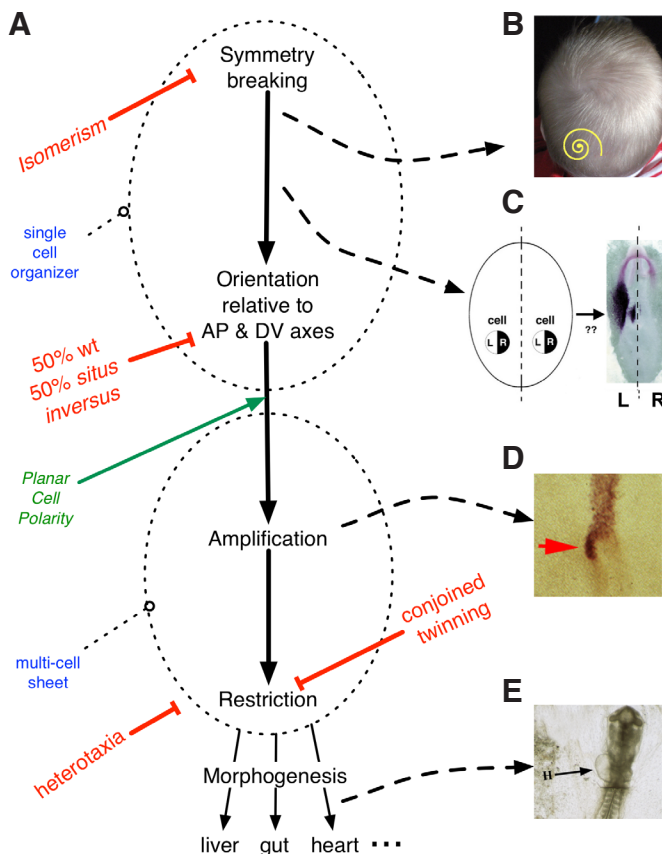 A
Symmetry
breaking
Isomerism
single
cell
organizer
Orientation
relative to
AP & DV axes
50% wt
50% situs
inversus
Planar
Cell
Polarity
Amplification
conjoined
twinning
multi-cell
sheet
Restriction
heterotaxia
Morphogenesis
liver gut heart ...
B
C
cell cell
L R L R
??
L R
D
E
H